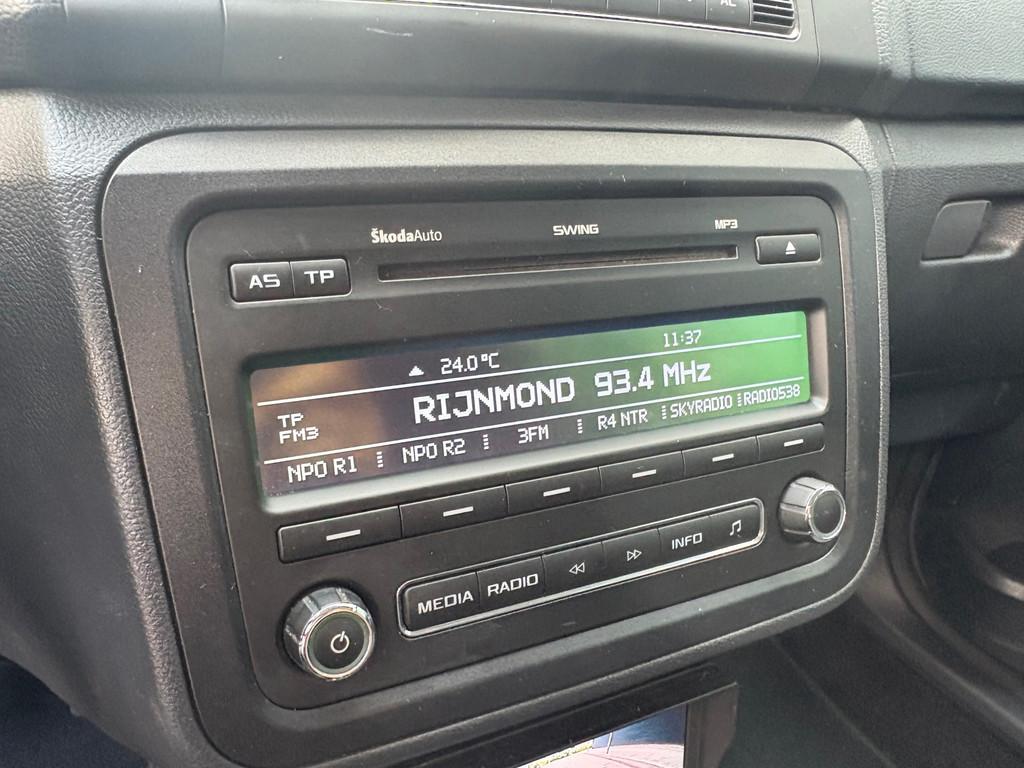 ŠkodaAuto SWING MP3
AS TP
24.0°C 11:37
TP
FM3
RIJNMOND 93.4 MHz
NPO R1 NPO R2 3FM R4 NTR SKYRADIO RADIO538
MEDIA RADIO INFO